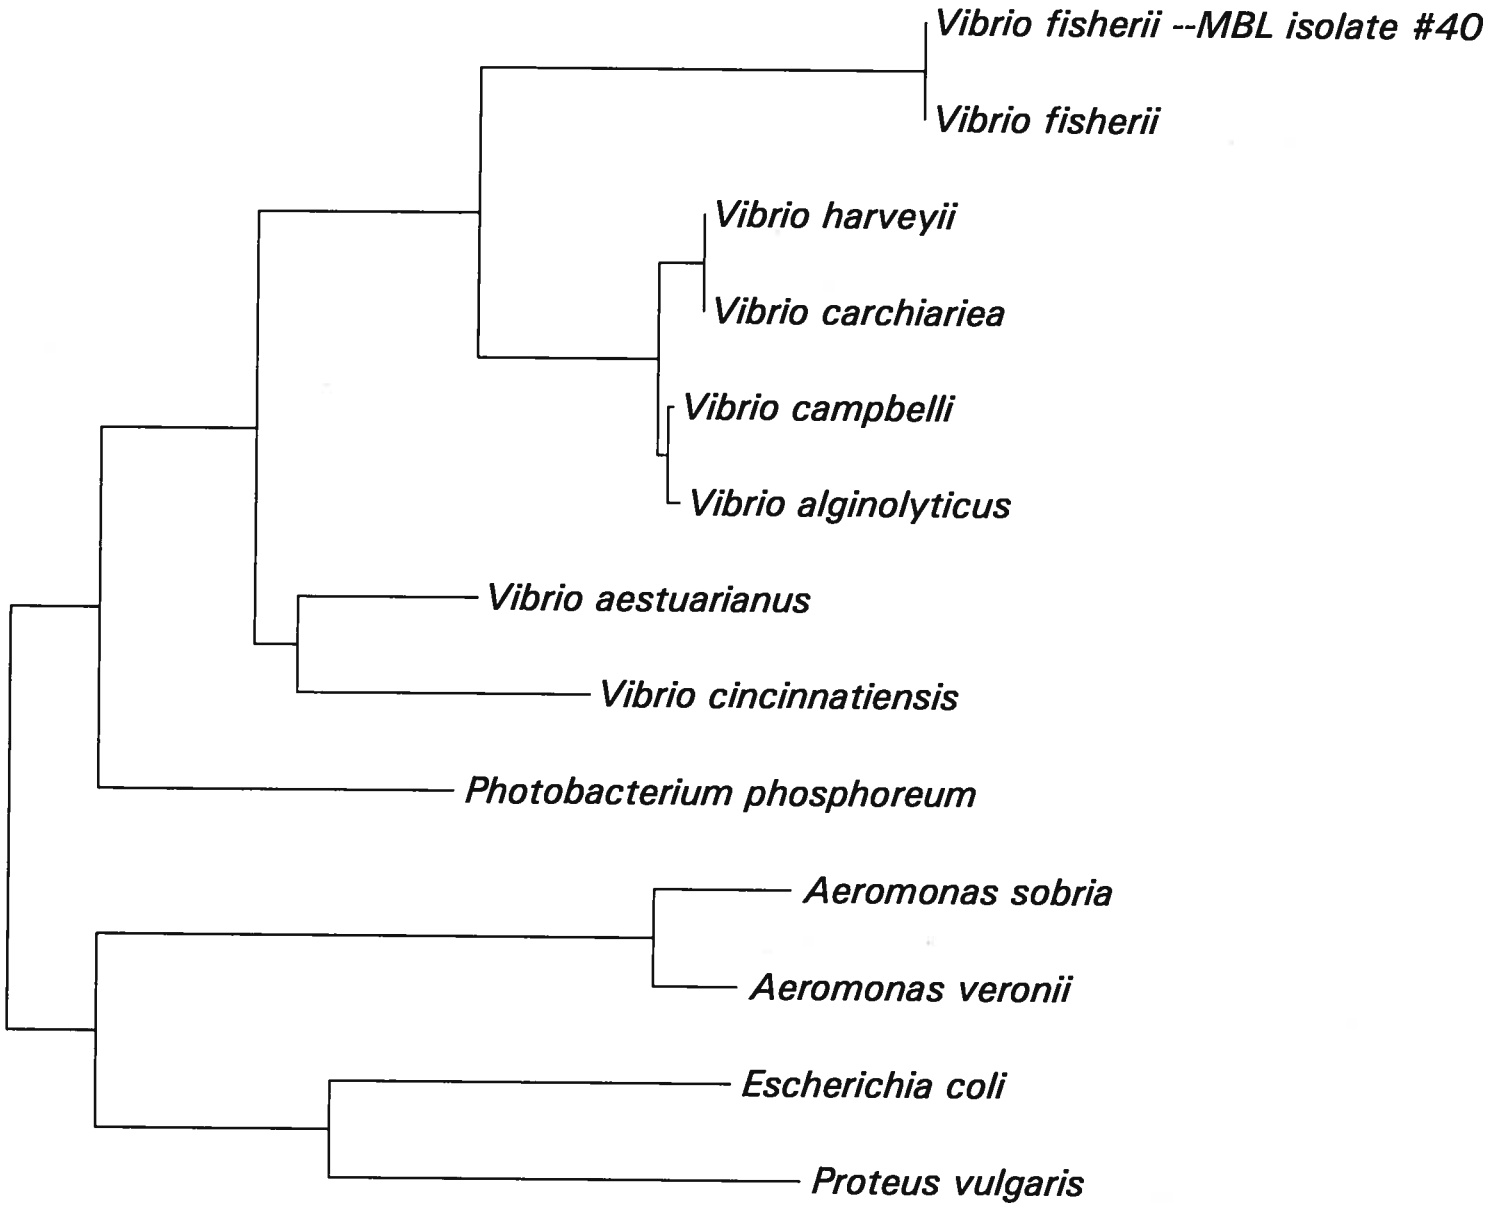 Vibrio fisherii --MBL isolate #40
Vibrio fisherii
Vibrio harveyii
Vibrio carchiariea
Vibrio campbelli
Vibrio alginolyticus
Vibrio aestuarianus
Vibrio cincinnatiensis
Photobacterium phosphoreum
Aeromonas sobria
Aeromonas veronii
Escherichia coli
Proteus vulgaris